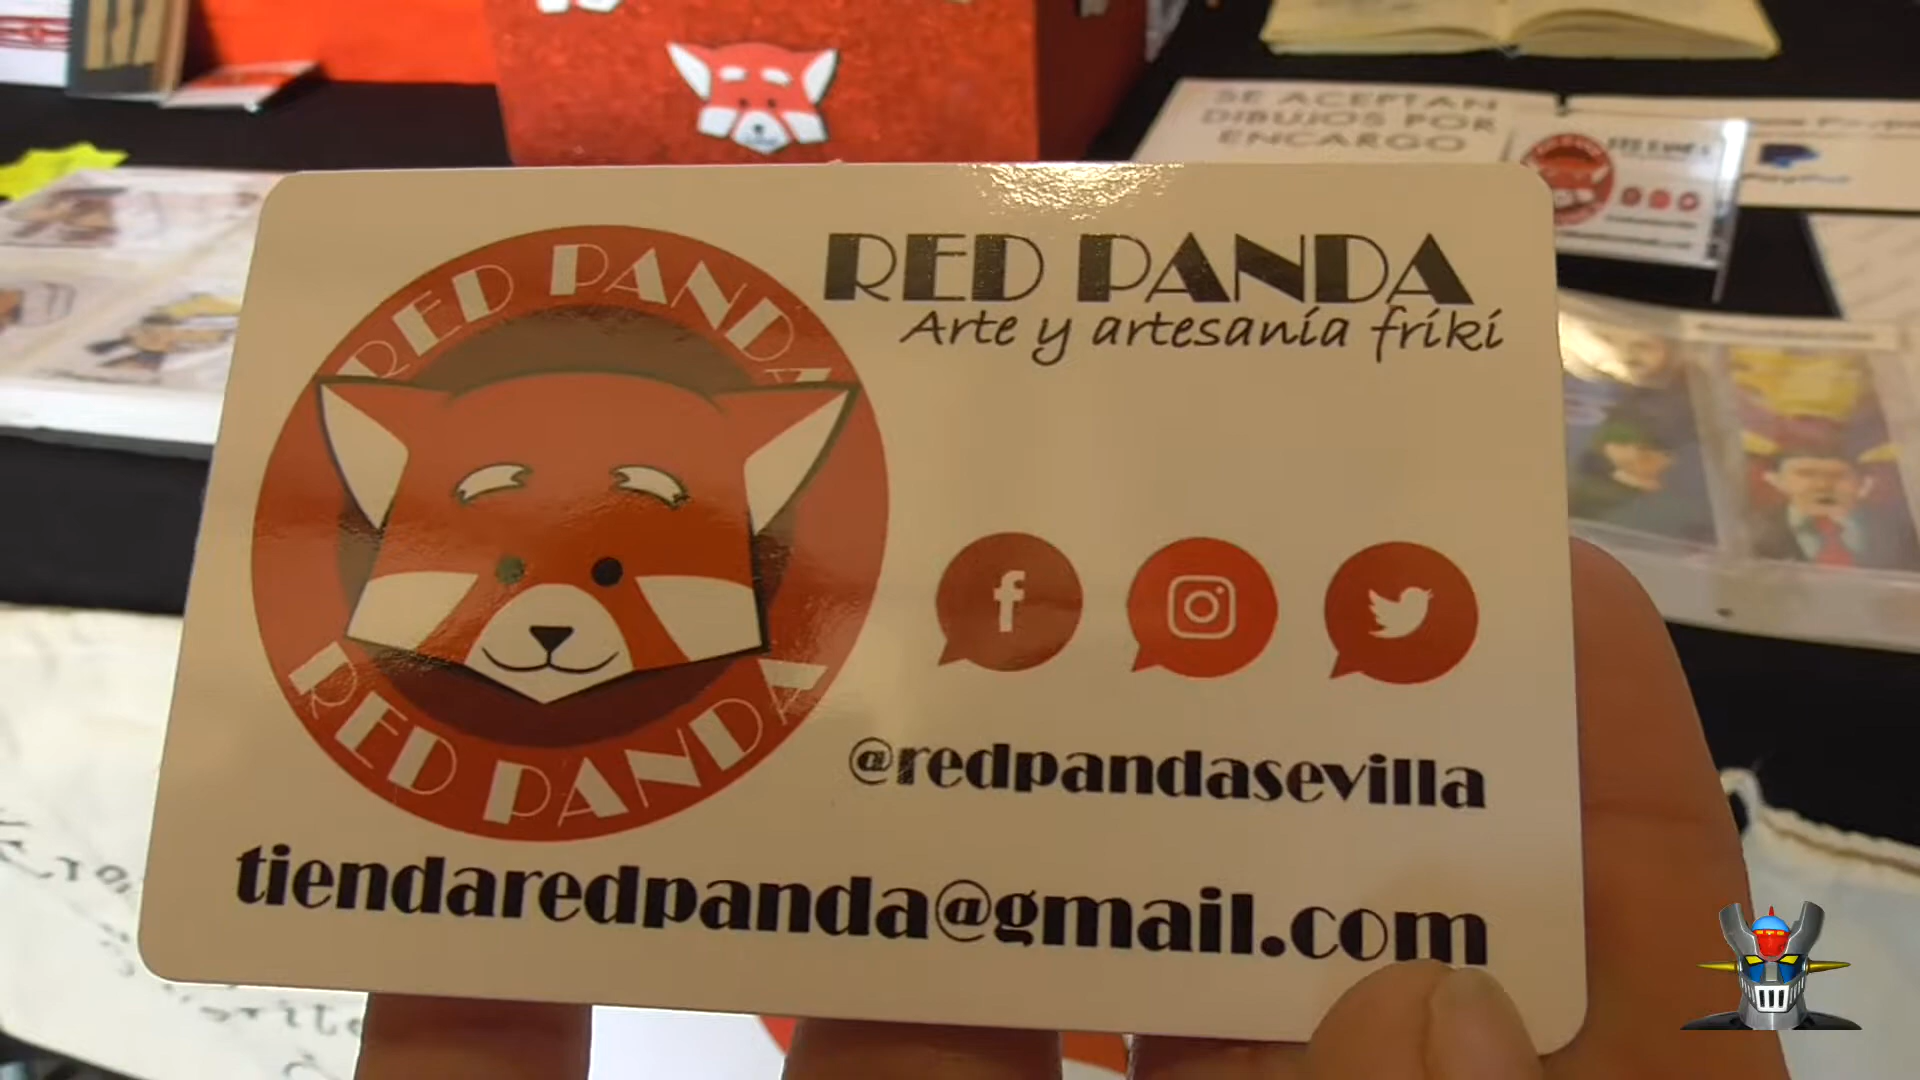 SE ACEPTAN
DIBUJOS POR
ENCARGO
RED PANDA
Arte y artesanía friki
RED PANDA
RED PANDA
@redpandasevilla
tiendaredpanda@gmail.com